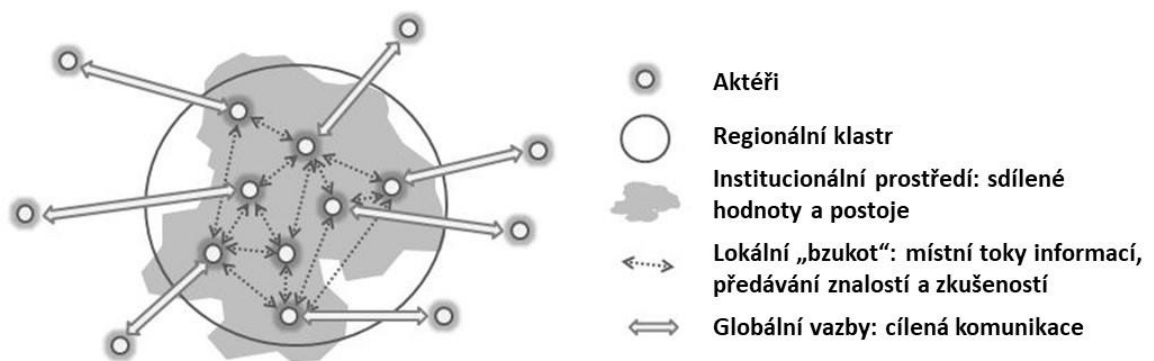 Aktéři
Regionální klastr
Institucionální prostředí: sdílené
hodnoty a postoje
Lokální „bzukot“: místní toky informací,
předávání znalostí a zkušeností
Globální vazby: cílená komunikace